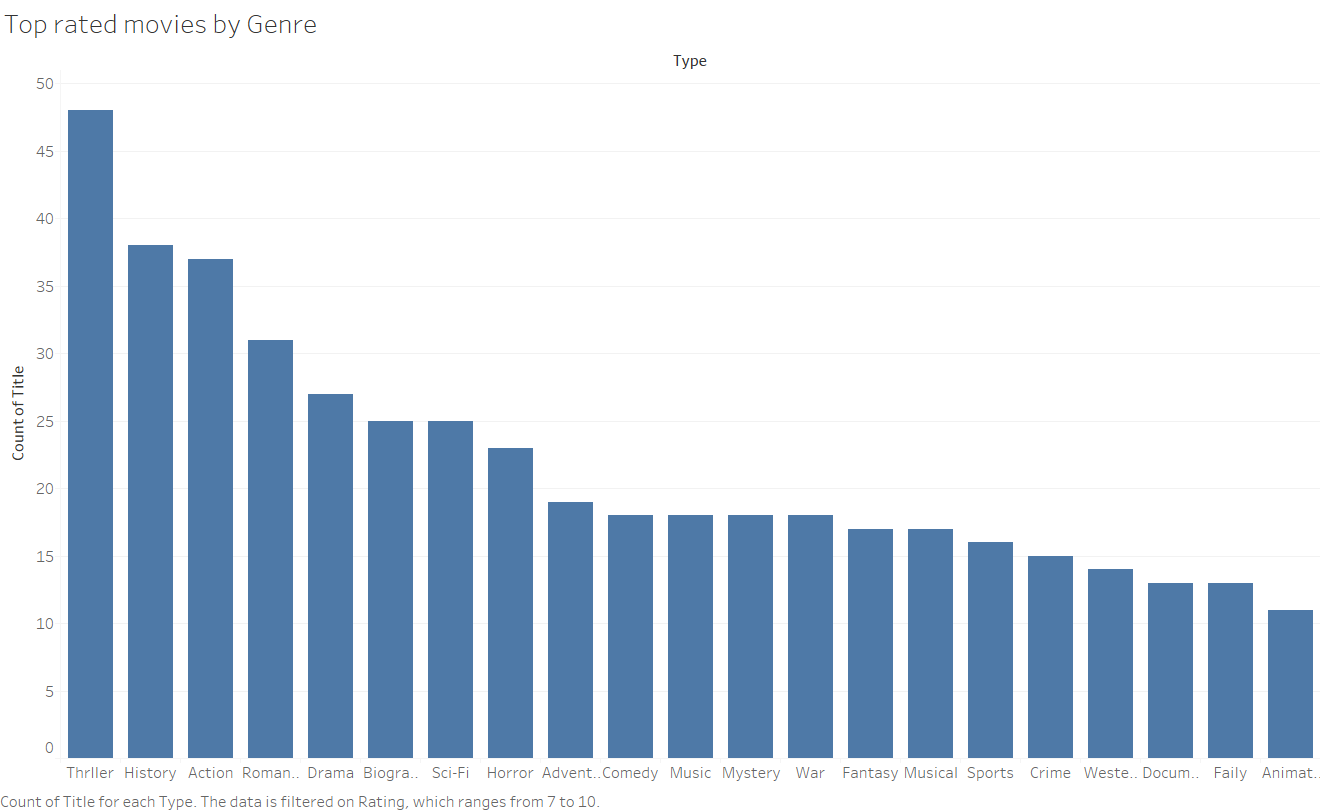 Top rated movies by Genre
Type
50
45
40
35
30
25
20
15
10
5
0
Count of Title
Thrller History Action Roman.. Drama Biogra.. Sci-Fi Horror Advent.. Comedy Music Mystery War Fantasy Musical Sports Crime Weste.. Docum.. Faily Animat..
Count of Title for each Type. The data is filtered on Rating, which ranges from 7 to 10.